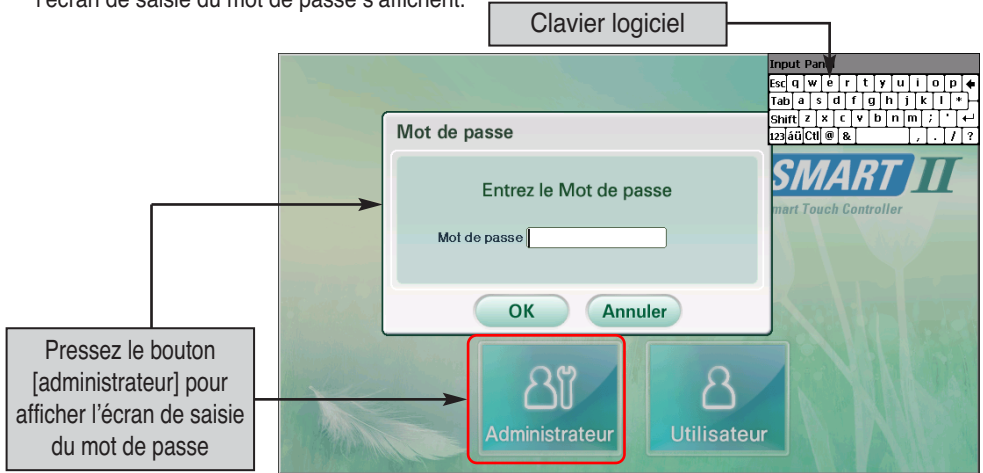 l'écran de saisie du mot de passe s'affichent.
Clavier logiciel
Input Panel
Esc q w e r t y u i o p
Tab a s d f g h j k l *
Shift z x c v b n m ; '
123 áü Ctl @ & , . / ?
Mot de passe
SMART II
mart Touch Controller
Entrez le Mot de passe
Mot de passe
OK Annuler
Pressez le bouton
[administrateur] pour
afficher l'écran de saisie
du mot de passe
Administrateur Utilisateur